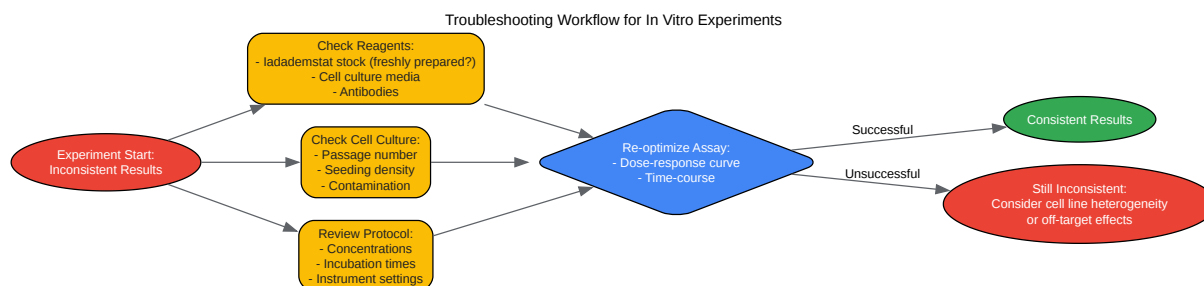 Troubleshooting Workflow for In Vitro Experiments
Check Reagents:
- Iadademstat stock (freshly prepared?)
- Cell culture media
- Antibodies
Experiment Start:
Inconsistent Results
Check Cell Culture:
- Passage number
- Seeding density
- Contamination
Review Protocol:
- Concentrations
- Incubation times
- Instrument settings
Re-optimize Assay:
- Dose-response curve
- Time-course
Successful
Unsuccessful
Consistent Results
Still Inconsistent:
Consider cell line heterogeneity
or off-target effects